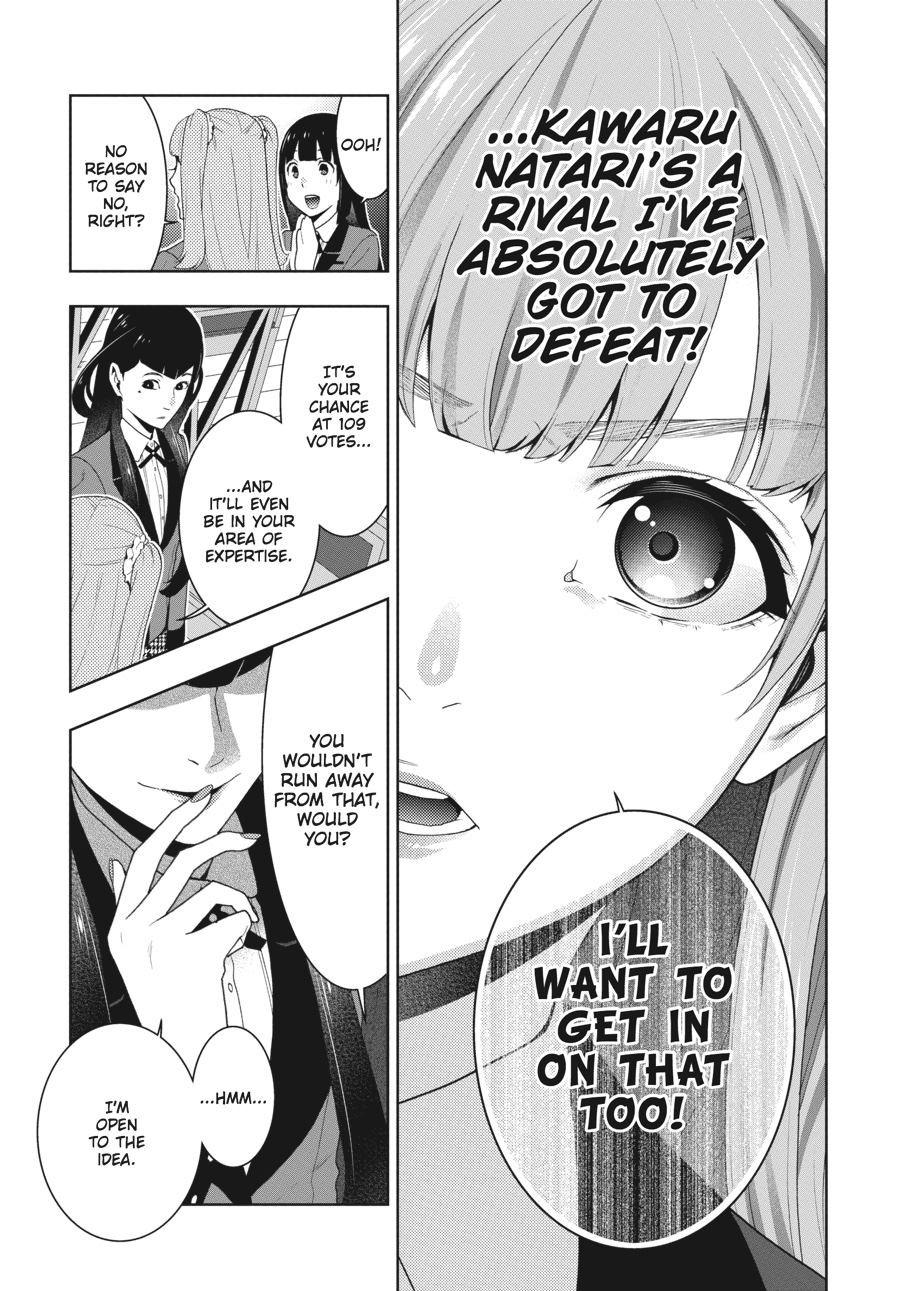 ...KAWARU
NATARI'S A
RIVAL I'VE
ABSOLUTELY
GOT TO
DEFEAT!
I'LL
WANT TO
GET IN
ON THAT
TOO!
OOH!
NO
REASON
TO SAY
NO,
RIGHT?
IT'S
YOUR
CHANCE
AT 109
VOTES...
...AND
IT'LL EVEN
BE IN YOUR
AREA OF
EXPERTISE.
YOU
WOULDN'T
RUN AWAY
FROM THAT,
WOULD
YOU?
...HMM...
I'M
OPEN
TO THE
IDEA.